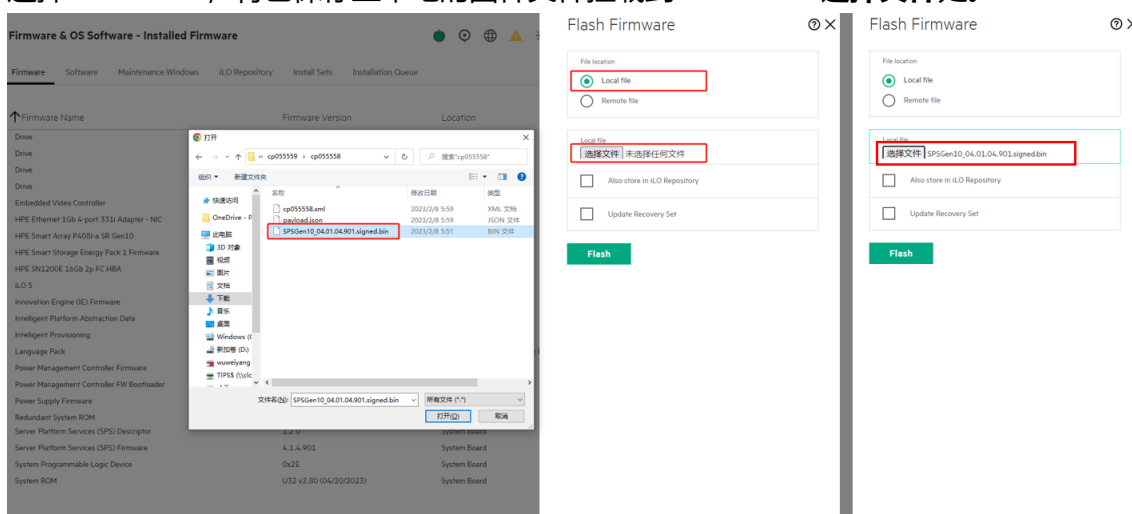 Firmware & OS Software - Installed Firmware
Firmware Software Maintenance Windows iLO Repository Install Sets Installation Queue
Firmware Name Firmware Version Location
Drive
Drive
Drive
Drive
Embedded Video Controller
HPE Ethernet 1Gb 4-port 331i Adapter - NIC
HPE Smart Array P408i-a SR Gen10
HPE Smart Storage Energy Pack 1 Firmware
HPE SN1200E 16Gb 2p FC HBA
iLO 5
Innovation Engine (IE) Firmware
Intelligent Platform Abstraction Data
Intelligent Provisioning
Language Pack
Power Management Controller Firmware
Power Management Controller FW Bootloader
Power Supply Firmware
Redundant System ROM
Server Platform Services (SPS) Descriptor 1.2 0 System Board
Server Platform Services (SPS) Firmware 4.1.4.901 System Board
System Programmable Logic Device 0x2E System Board
System ROM U32 v2.80 (04/20/2023) System Board
打开
« cp055559 › cp055558
搜索"cp055558"
组织 新建文件夹
名称 修改日期 类型
cp055558.xml 2023/2/8 5:59 XML 文档
payload.json 2023/2/8 5:59 JSON 文件
SPSGen10_04.01.04.901.signed.bin 2023/2/8 5:51 BIN 文件
快速访问
OneDrive - P
此电脑
3D 对象
视频
图片
文档
下载
音乐
桌面
Windows (C
新加卷 (D:)
wuweiyang
TIPS$ (\\clc
文件名(N): SPSGen10_04.01.04.901.signed.bin 所有文件 (*.*)
打开(O) 取消
Flash Firmware
File location
Local file
Remote file
Local file
选择文件 未选择任何文件
Also store in iLO Repository
Update Recovery Set
Flash
Flash Firmware
File location
Local file
Remote file
Local file
选择文件 SPSGen10_04.01.04.901.signed.bin
Also store in iLO Repository
Update Recovery Set
Flash